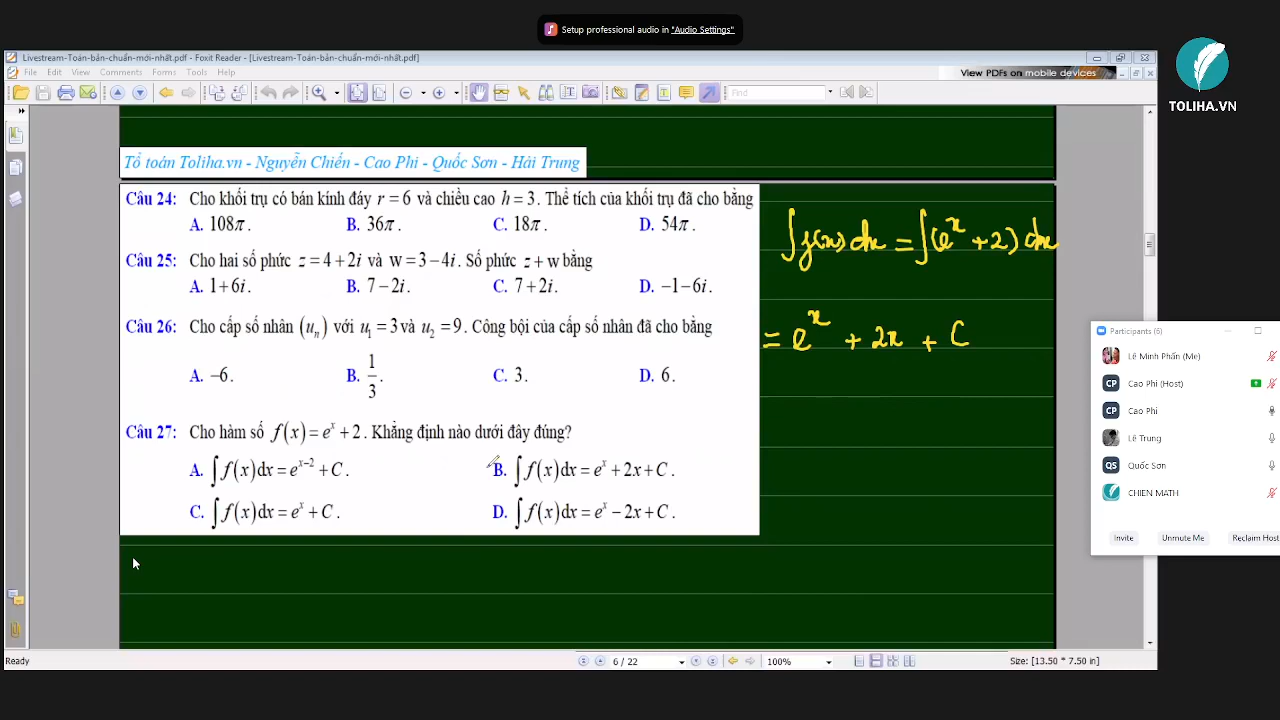 Setup professional audio in "Audio Settings"
Livestream-Toán-bản-chuẩn-mới-nhất.pdf - Foxit Reader - [Livestream-Toán-bản-chuẩn-mới-nhất.pdf]
File Edit View Comments Forms Tools Help
View PDFs on mobile devices
Find
TOLIHA.VN
Tổ toán Toliha.vn - Nguyễn Chiến - Cao Phi - Quốc Sơn - Hải Trung
Câu 24: Cho khối trụ có bán kính đáy r = 6 và chiều cao h = 3. Thể tích của khối trụ đã cho bằng
A. 108π. B. 36π. C. 18π. D. 54π.
Câu 25: Cho hai số phức z = 4 + 2i và w = 3 − 4i. Số phức z + w bằng
A. 1 + 6i. B. 7 − 2i. C. 7 + 2i. D. −1 − 6i.
Câu 26: Cho cấp số nhân (uₙ) với u₁ = 3 và u₂ = 9. Công bội của cấp số nhân đã cho bằng
A. −6. B. 1/3. C. 3. D. 6.
Câu 27: Cho hàm số f(x) = eˣ + 2. Khẳng định nào dưới đây đúng?
A. ∫f(x)dx = eˣ⁻² + C. B. ∫f(x)dx = eˣ + 2x + C.
C. ∫f(x)dx = eˣ + C. D. ∫f(x)dx = eˣ − 2x + C.
∫f(x)dx = ∫(eˣ + 2)dx
= eˣ + 2x + C
Participants (6)
Lê Minh Phấn (Me)
CP Cao Phi (Host)
CP Cao Phi
Lê Trung
QS Quốc Sơn
CHIEN MATH
Invite Unmute Me Reclaim Host
Ready 6 / 22 100% Size: [13.50 * 7.50 in]